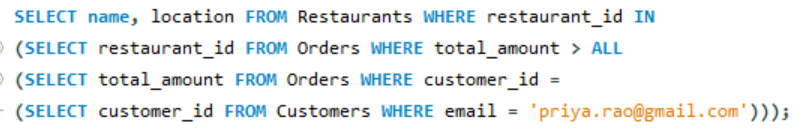 SELECT name, location FROM Restaurants WHERE restaurant_id IN
(SELECT restaurant_id FROM Orders WHERE total_amount > ALL
(SELECT total_amount FROM Orders WHERE customer_id =
(SELECT customer_id FROM Customers WHERE email = 'priya.rao@gmail.com')));